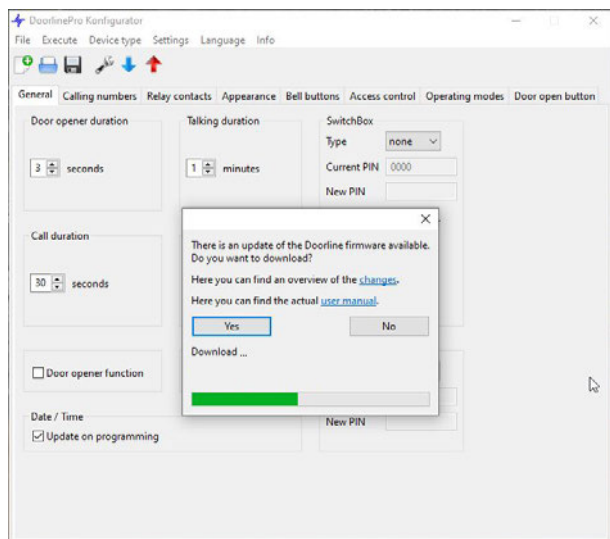 DoorlinePro Konfigurator
File Execute Device type Settings Language Info
General Calling numbers Relay contacts Appearance Bell buttons Access control Operating modes Door open button
Door opener duration
3 seconds
Talking duration
1 minutes
SwitchBox
Type none
Current PIN 0000
New PIN
Call duration
30 seconds
There is an update of the Doorline firmware available.
Do you want to download?
Here you can find an overview of the changes.
Here you can find the actual user manual.
Yes No
Download ...
Door opener function
Date / Time
Update on programming
New PIN